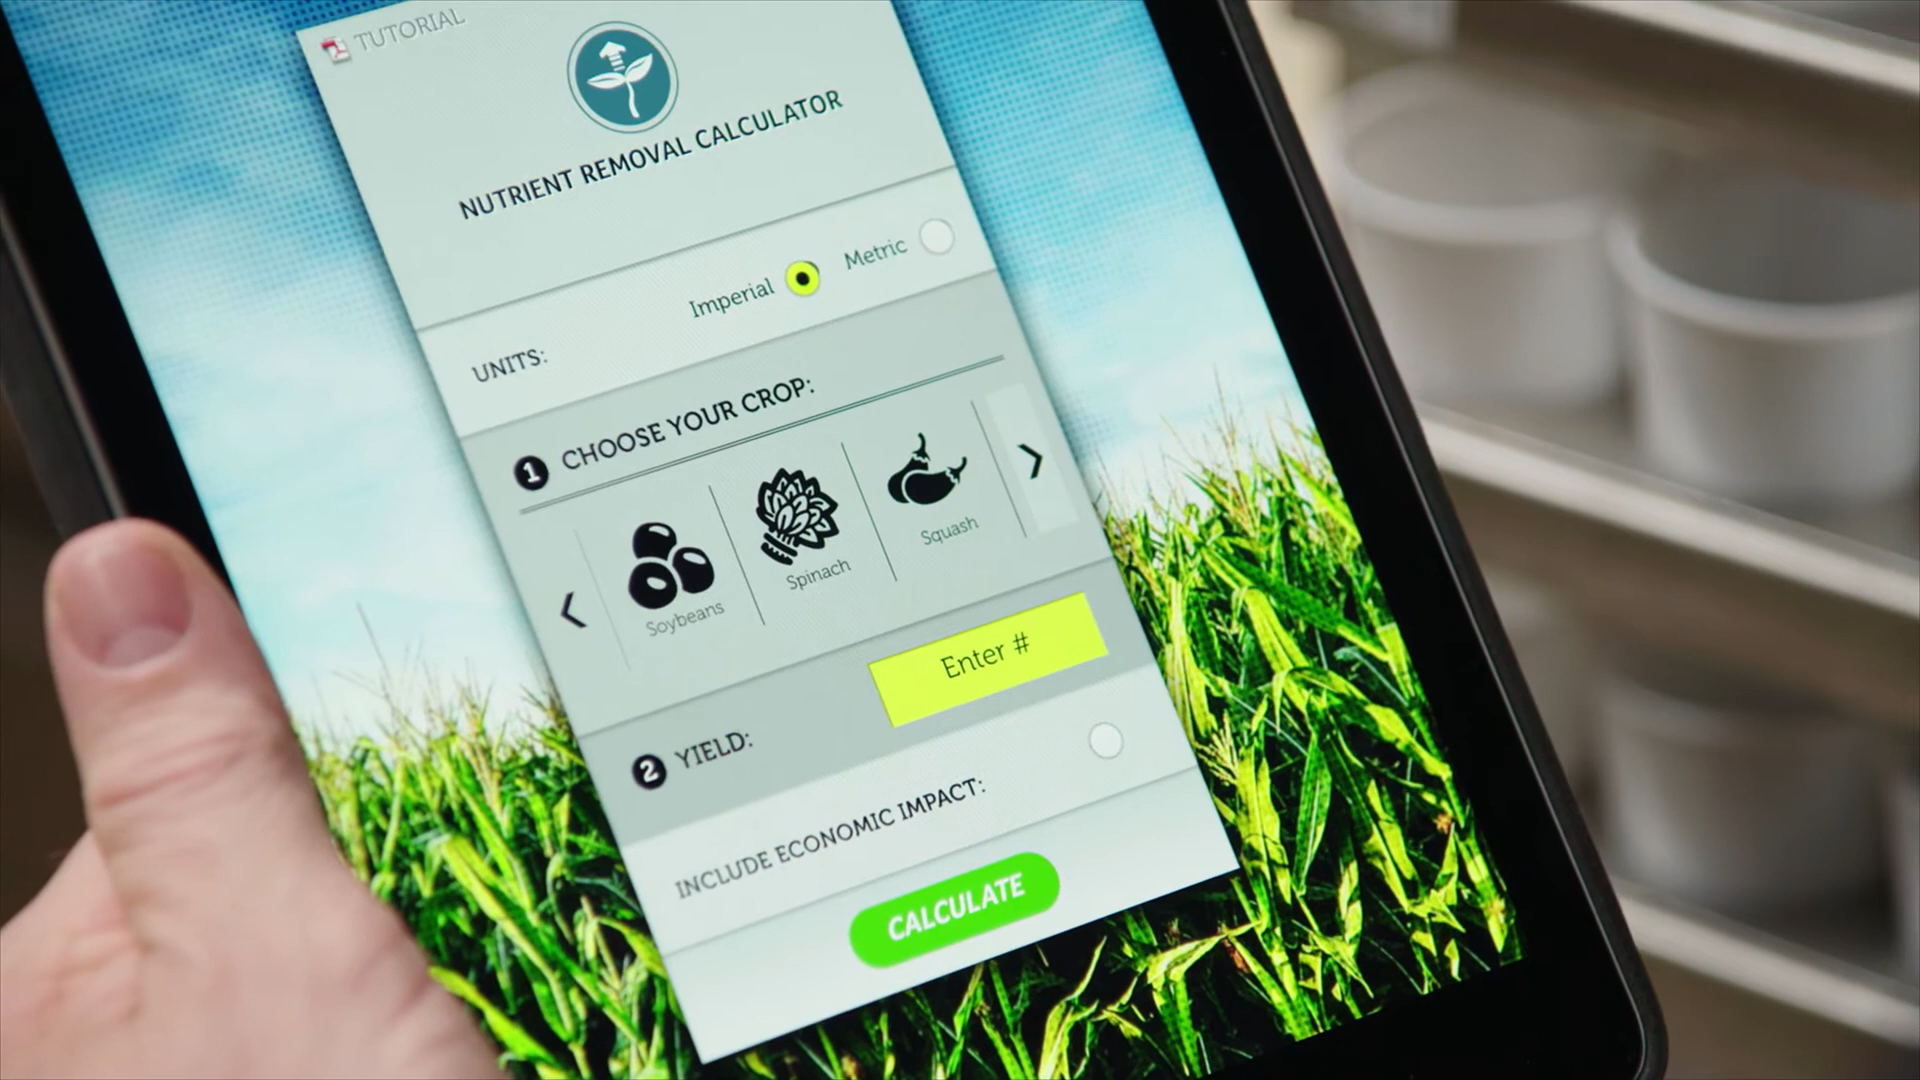 TUTORIAL
NUTRIENT REMOVAL CALCULATOR
UNITS: Imperial Metric
1 CHOOSE YOUR CROP:
Soybeans Spinach Squash
2 YIELD: Enter #
INCLUDE ECONOMIC IMPACT:
CALCULATE